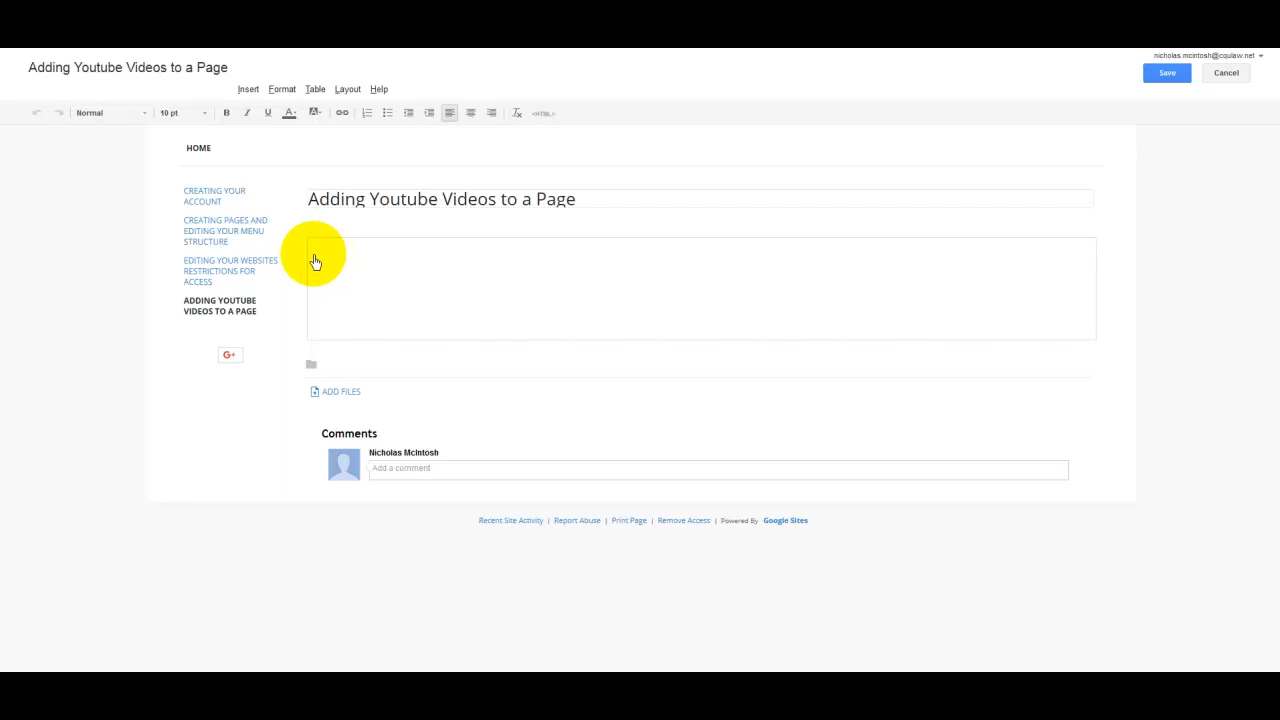 nicholas.mcintosh@cqulaw.net
Adding Youtube Videos to a Page
Save Cancel
Insert Format Table Layout Help
Normal 10 pt B I U A A <HTML>
HOME
CREATING YOUR
ACCOUNT
CREATING PAGES AND
EDITING YOUR MENU
STRUCTURE
EDITING YOUR WEBSITES
RESTRICTIONS FOR
ACCESS
ADDING YOUTUBE
VIDEOS TO A PAGE
G+
Adding Youtube Videos to a Page
ADD FILES
Comments
Nicholas McIntosh
Add a comment
Recent Site Activity | Report Abuse | Print Page | Remove Access | Powered By Google Sites